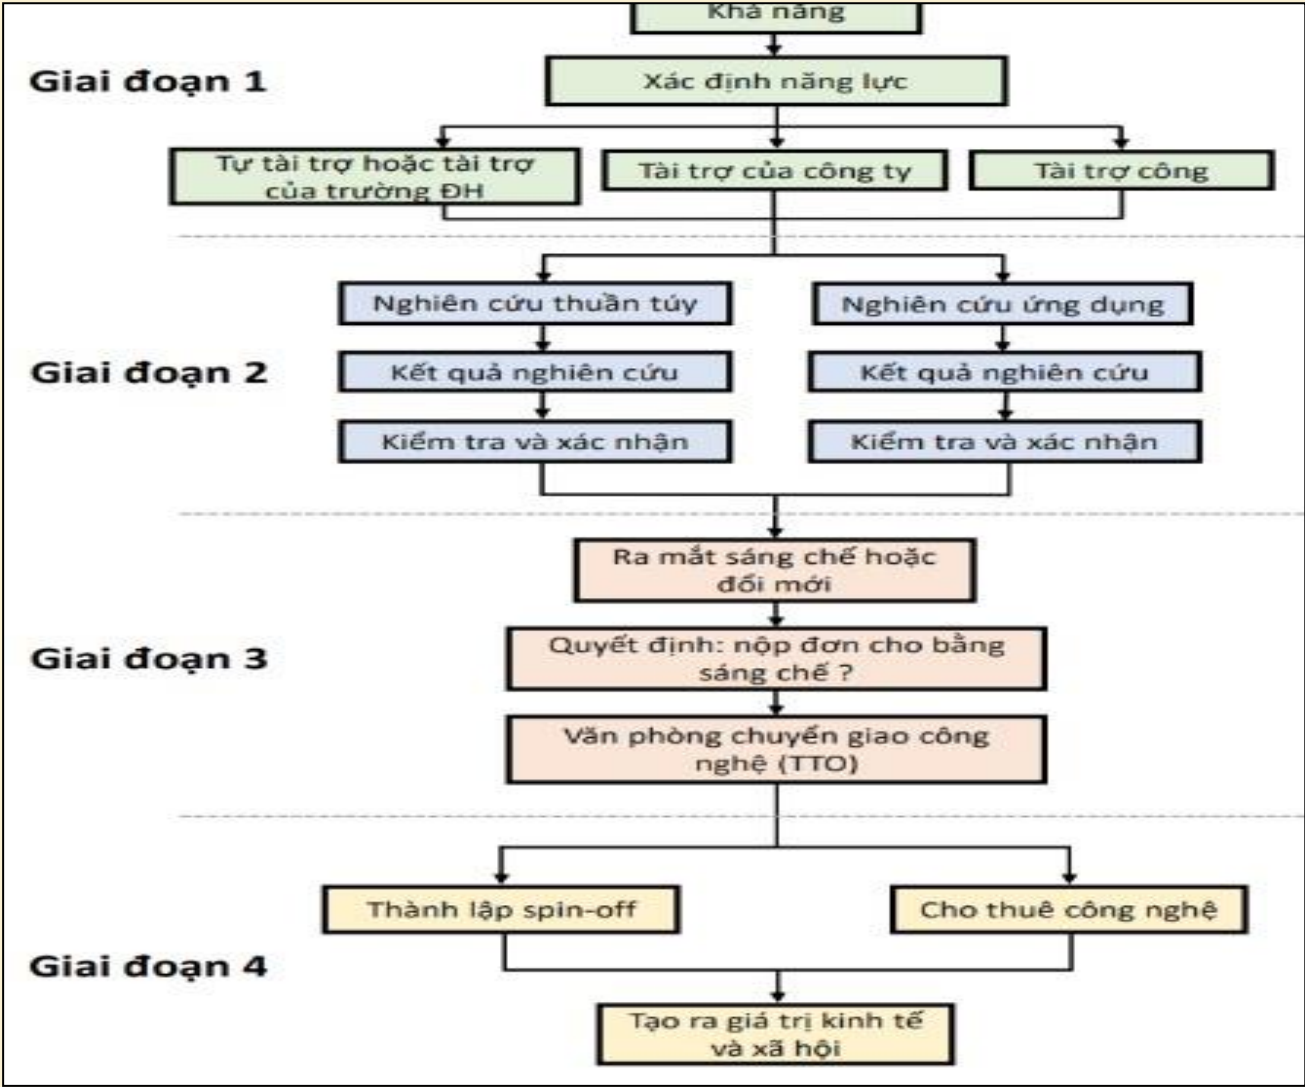 Khả năng
Giai đoạn 1
Xác định năng lực
Tự tài trợ hoặc tài trợ
của trường ĐH
Tài trợ của công ty
Tài trợ công
Nghiên cứu thuần túy
Nghiên cứu ứng dụng
Giai đoạn 2
Kết quả nghiên cứu
Kết quả nghiên cứu
Kiểm tra và xác nhận
Kiểm tra và xác nhận
Ra mắt sáng chế hoặc
đổi mới
Giai đoạn 3
Quyết định: nộp đơn cho bằng
sáng chế ?
Văn phòng chuyển giao công
nghệ (TTO)
Thành lập spin-off
Cho thuê công nghệ
Giai đoạn 4
Tạo ra giá trị kinh tế
và xã hội